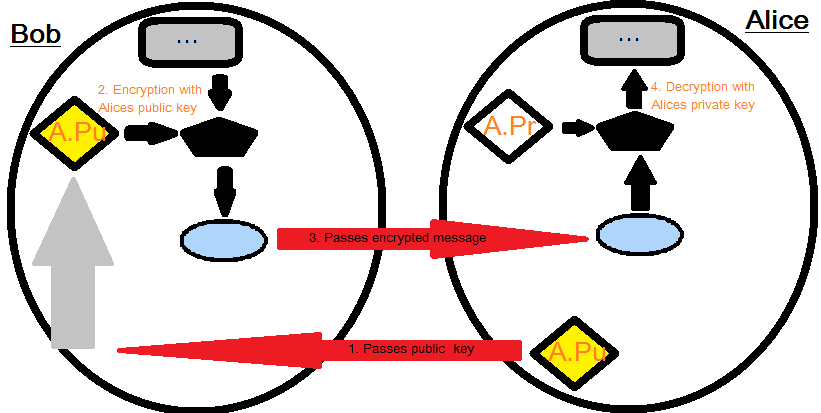 Bob
...
2. Encryption with
Alices public key
A.Pu
Alice
...
4. Decryption with
Alices private key
A.Pr
3. Passes encrypted message
1. Passes public key
A.Pu